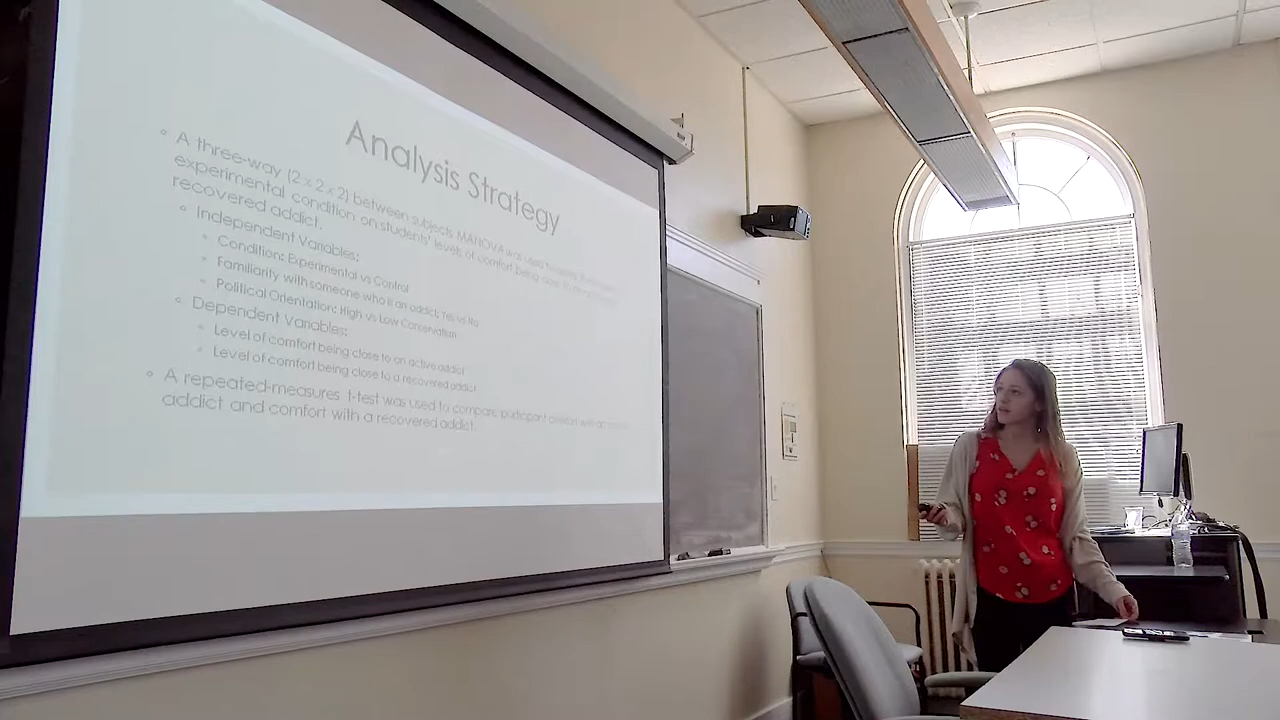 Analysis Strategy
A three-way (2 x 2 x 2) between subjects MANOVA was used
experimental condition on students' levels of comfort being close to
recovered addict.
Independent Variables:
Condition: Experimental vs Control
Familiarity with someone who is an addict: Yes vs No
Political Orientation: High vs Low Conservatism
Dependent Variables:
Level of comfort being close to an active addict
Level of comfort being close to a recovered addict
A repeated-measures t-test was used to compare participant comfort with an
addict and comfort with a recovered addict.